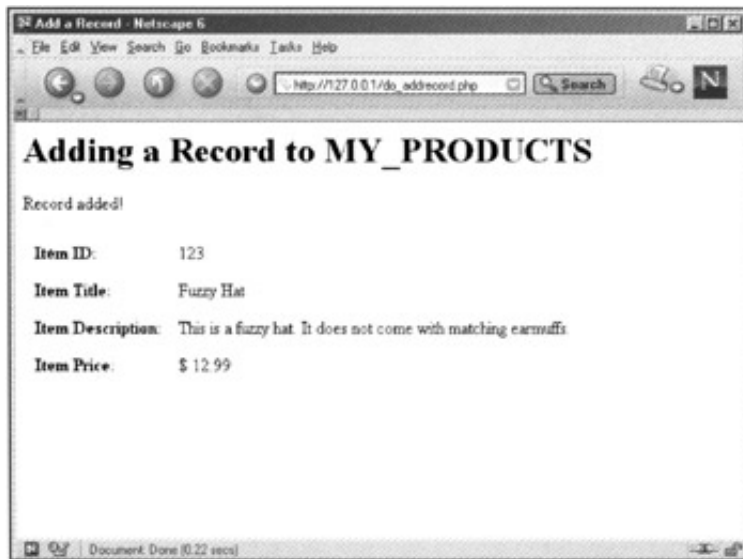 Add a Record - Netscape 6
File Edit View Search Go Bookmarks Tasks Help
http://127.0.0.1/do_addrecord.php Search N
Adding a Record to MY_PRODUCTS
Record added!
Item ID: 123
Item Title: Fuzzy Hat
Item Description: This is a fuzzy hat. It does not come with matching earmuffs.
Item Price: $ 12.99
Document: Done (0.22 secs)